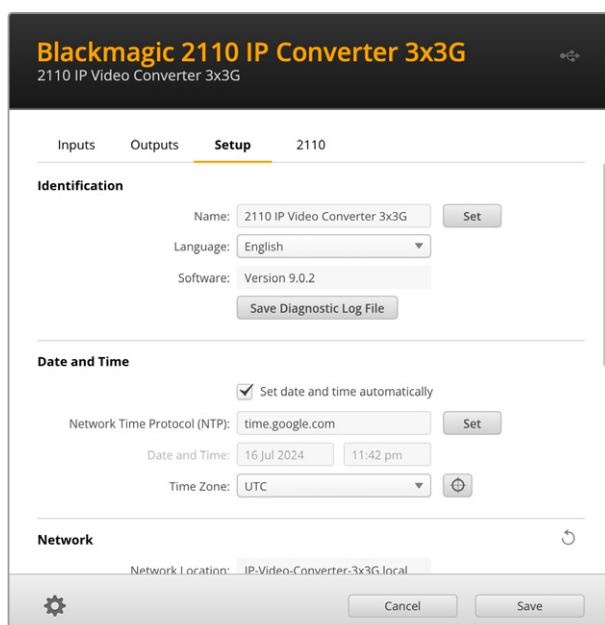 Blackmagic 2110 IP Converter 3x3G
2110 IP Video Converter 3x3G
Inputs Outputs Setup 2110
Identification
Name: 2110 IP Video Converter 3x3G Set
Language: English
Software: Version 9.0.2
Save Diagnostic Log File
Date and Time
Set date and time automatically
Network Time Protocol (NTP): time.google.com Set
Date and Time: 16 Jul 2024 11:42 pm
Time Zone: UTC
Network
Network Location: IP-Video-Converter-3x3G.local
Cancel Save